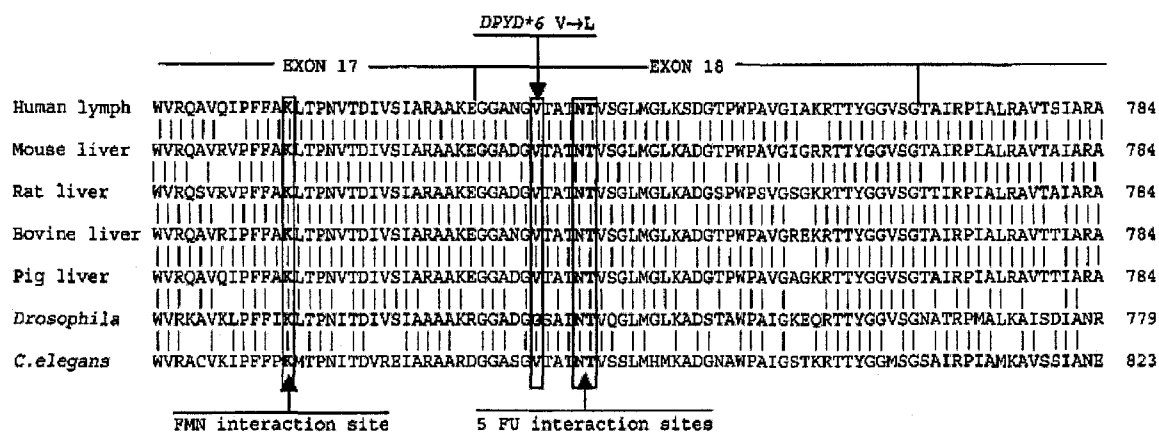 DPYD*6 V→L
EXON 17 EXON 18
Human lymph WVRQAVQIPFFAKLTPNVTDIVSIARAAKEGGANGVTATNTVSGLMGLKSDGTPWPAVGIAKRTTYGGVSGTAIRPIALRAVTSIARA 784
Mouse liver WVRQAVRVPFFAKLTPNVTDIVSIARAAKEGGADGVTATNTVSGLMGLKADGTPWPAVGIGRRTTYGGVSGTAIRPIALRAVTAIARA 784
Rat liver WVRQSVRVPFFAKLTPNVTDIVSIARAAKEGGADGVTATNTVSGLMGLKADGSPWPSVGSGKRTTYGGVSGTTIRPIALRAVTAIARA 784
Bovine liver WVRQAVRIPFFAKLTPNVTDIVSIARAAKEGGANGVTATNTVSGLMGLKADGTPWPAVGREKRTTYGGVSGTAIRPIALRAVTTIARA 784
Pig liver WVRQAVQIPFFAKLTPNVTDIVSIARAAKEGGADGVTATNTVSGLMGLKADGTPWPAVGAGKRTTYGGVSGTAIRPIALRAVTTIARA 784
Drosophila WVRKAVKLPFFIKLTPNITDIVSIAAAAKRGGADGGSAINTVQGLMGLKADSTAWPAIGKEQRTTYGGVSGNATRPMALKAISDIANR 779
C.elegans WVRACVKIPFFPKMTPNITDVREIARAARDGGASGVTATNTVSSLMHMKADGNAWPAIGSTKRTTYGGMSGSAIRPIAMKAVSSIANE 823
FMN interaction site 5 FU interaction sites